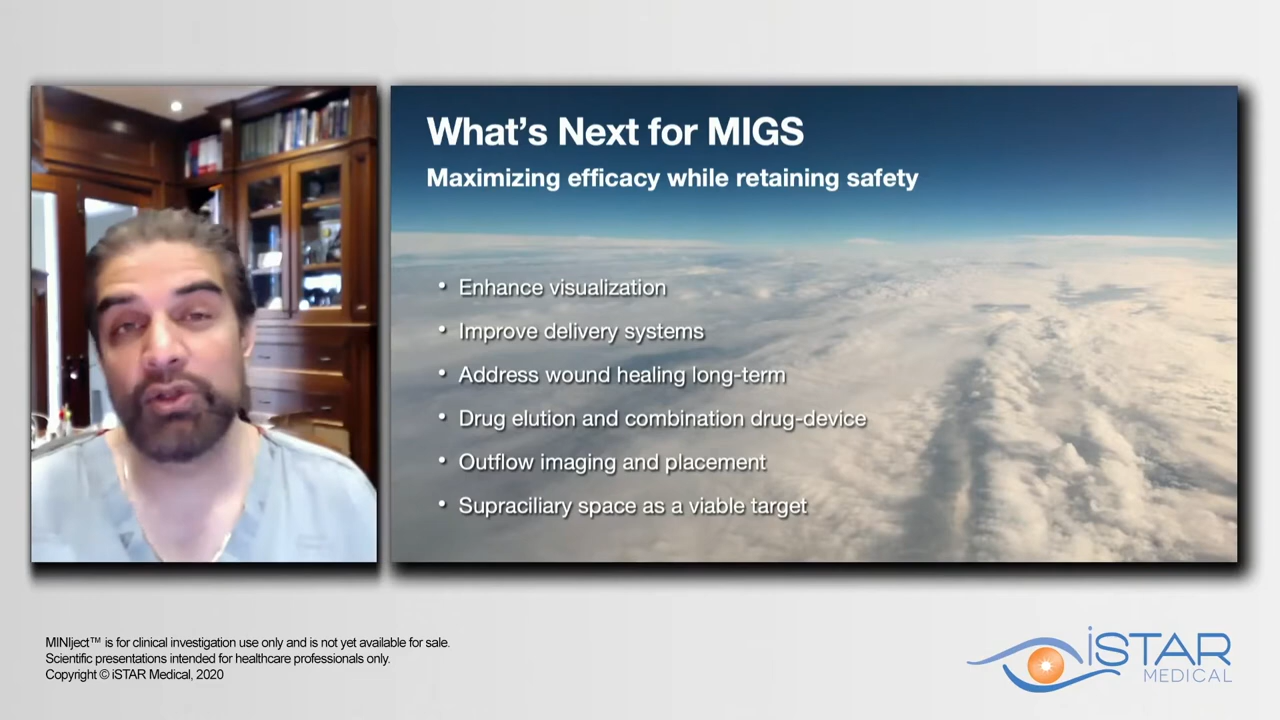 What's Next for MIGS
Maximizing efficacy while retaining safety
• Enhance visualization
• Improve delivery systems
• Address wound healing long-term
• Drug elution and combination drug-device
• Outflow imaging and placement
• Supraciliary space as a viable target
MINIject™ is for clinical investigation use only and is not yet available for sale.
Scientific presentations intended for healthcare professionals only.
Copyright © iSTAR Medical, 2020
iSTAR
MEDICAL